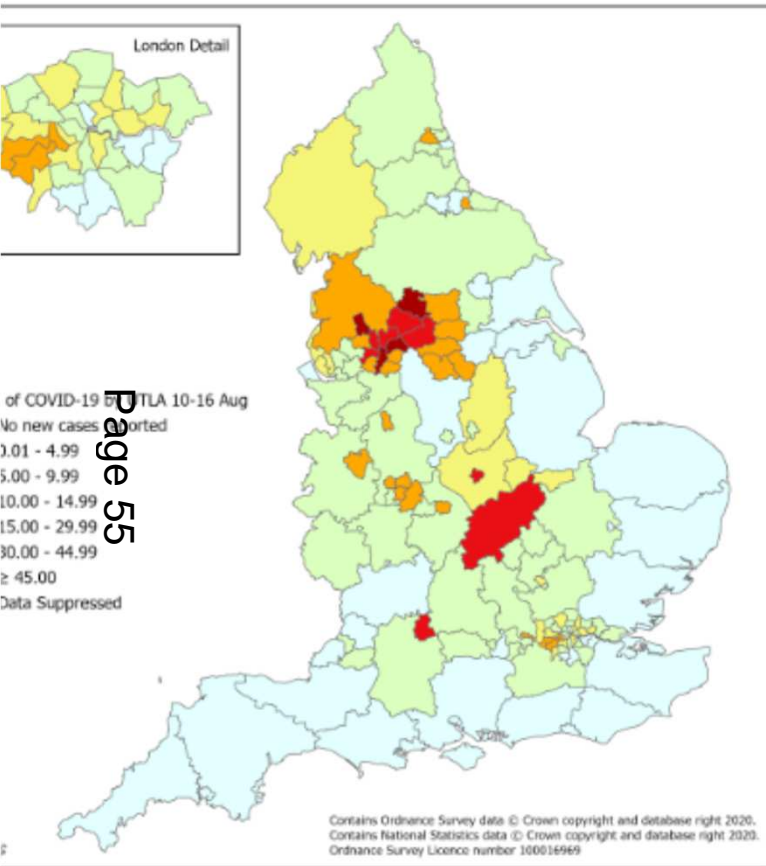 London Detail
of COVID-19 by UTLA 10-16 Aug
No new cases reported
0.01 - 4.99
5.00 - 9.99
10.00 - 14.99
15.00 - 29.99
30.00 - 44.99
≥ 45.00
Data Suppressed
Page 55
Contains Ordnance Survey data © Crown copyright and database right 2020.
Contains National Statistics data © Crown copyright and database right 2020.
Ordnance Survey Licence number 100016969